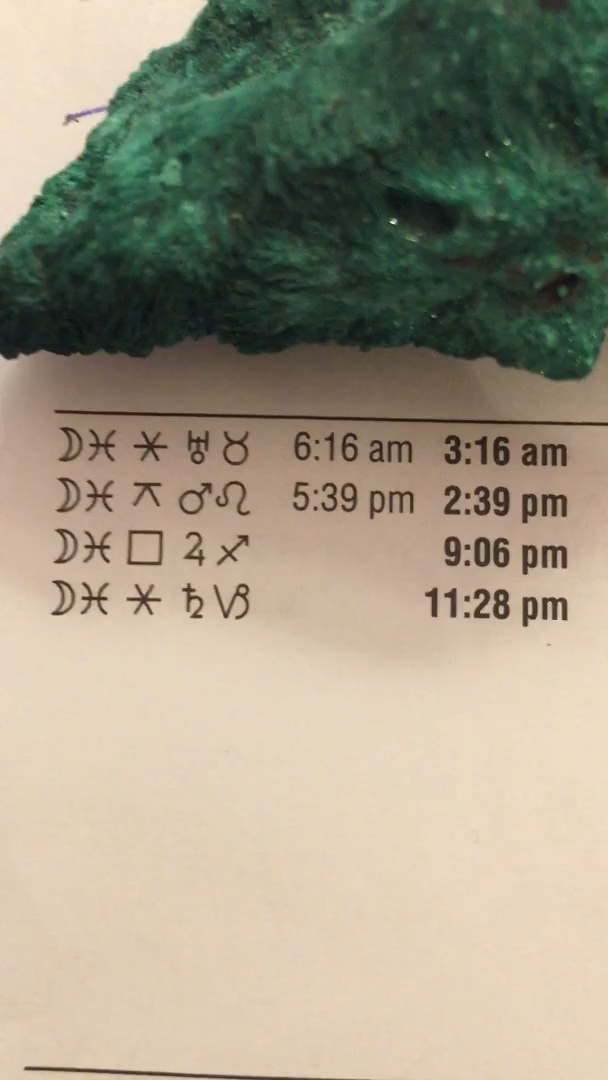 ☽♓ ⚹ ♅♉ 6:16 am 3:16 am
☽♓ ⚻ ♂♌ 5:39 pm 2:39 pm
☽♓ □ ♃♐ 9:06 pm
☽♓ ⚹ ♄♑ 11:28 pm